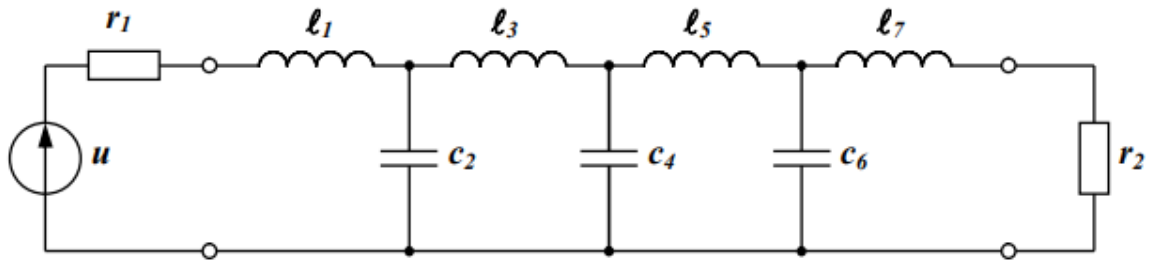 r₁ ℓ₁ ℓ₃ ℓ₅ ℓ₇
u c₂ c₄ c₆ r₂